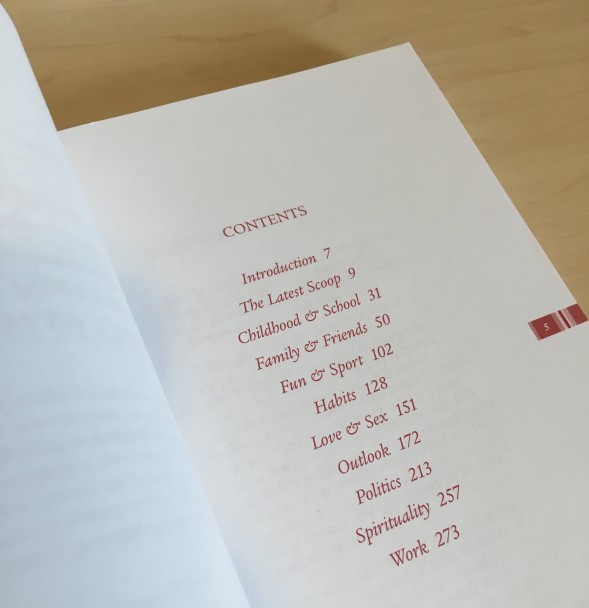 CONTENTS
Introduction 7
The Latest Scoop 9
Childhood & School 31
Family & Friends 50
Fun & Sport 102
Habits 128
Love & Sex 151
Outlook 172
Politics 213
Spirituality 257
Work 273
5